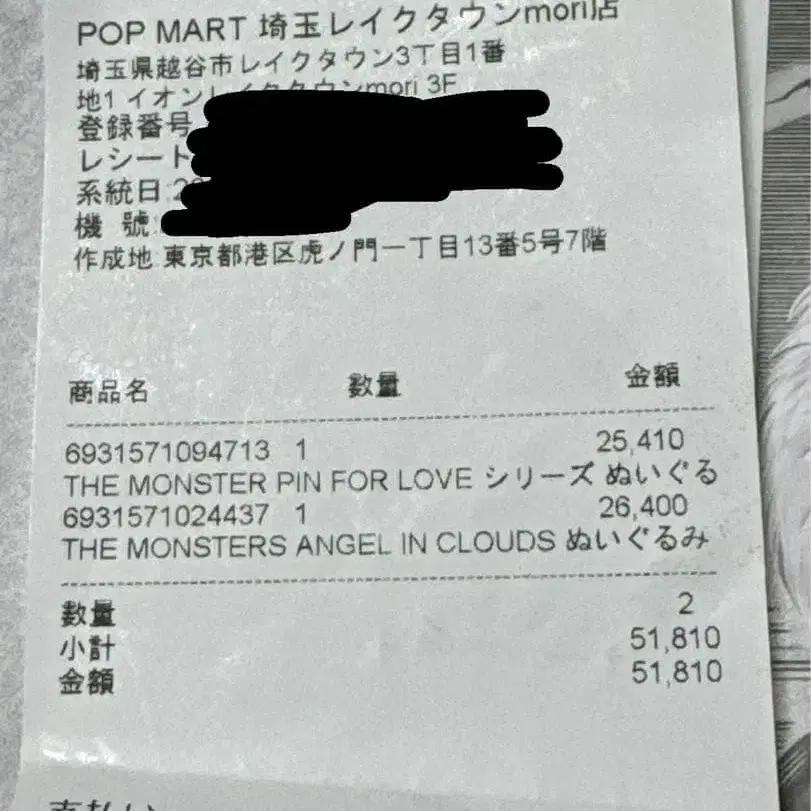 POP MART 埼玉レイクタウンmori店
埼玉県越谷市レイクタウン3丁目1番
地1 イオンレイクタウンmori 3F
登録番号
レシート
系統日:20
機 號:
作成地:東京都港区虎ノ門一丁目13番5号7階
商品名 数量 金額
6931571094713 1 25,410
THE MONSTER PIN FOR LOVE シリーズ ぬいぐる
6931571024437 1 26,400
THE MONSTERS ANGEL IN CLOUDS ぬいぐるみ
数量 2
小計 51,810
金額 51,810
支払い